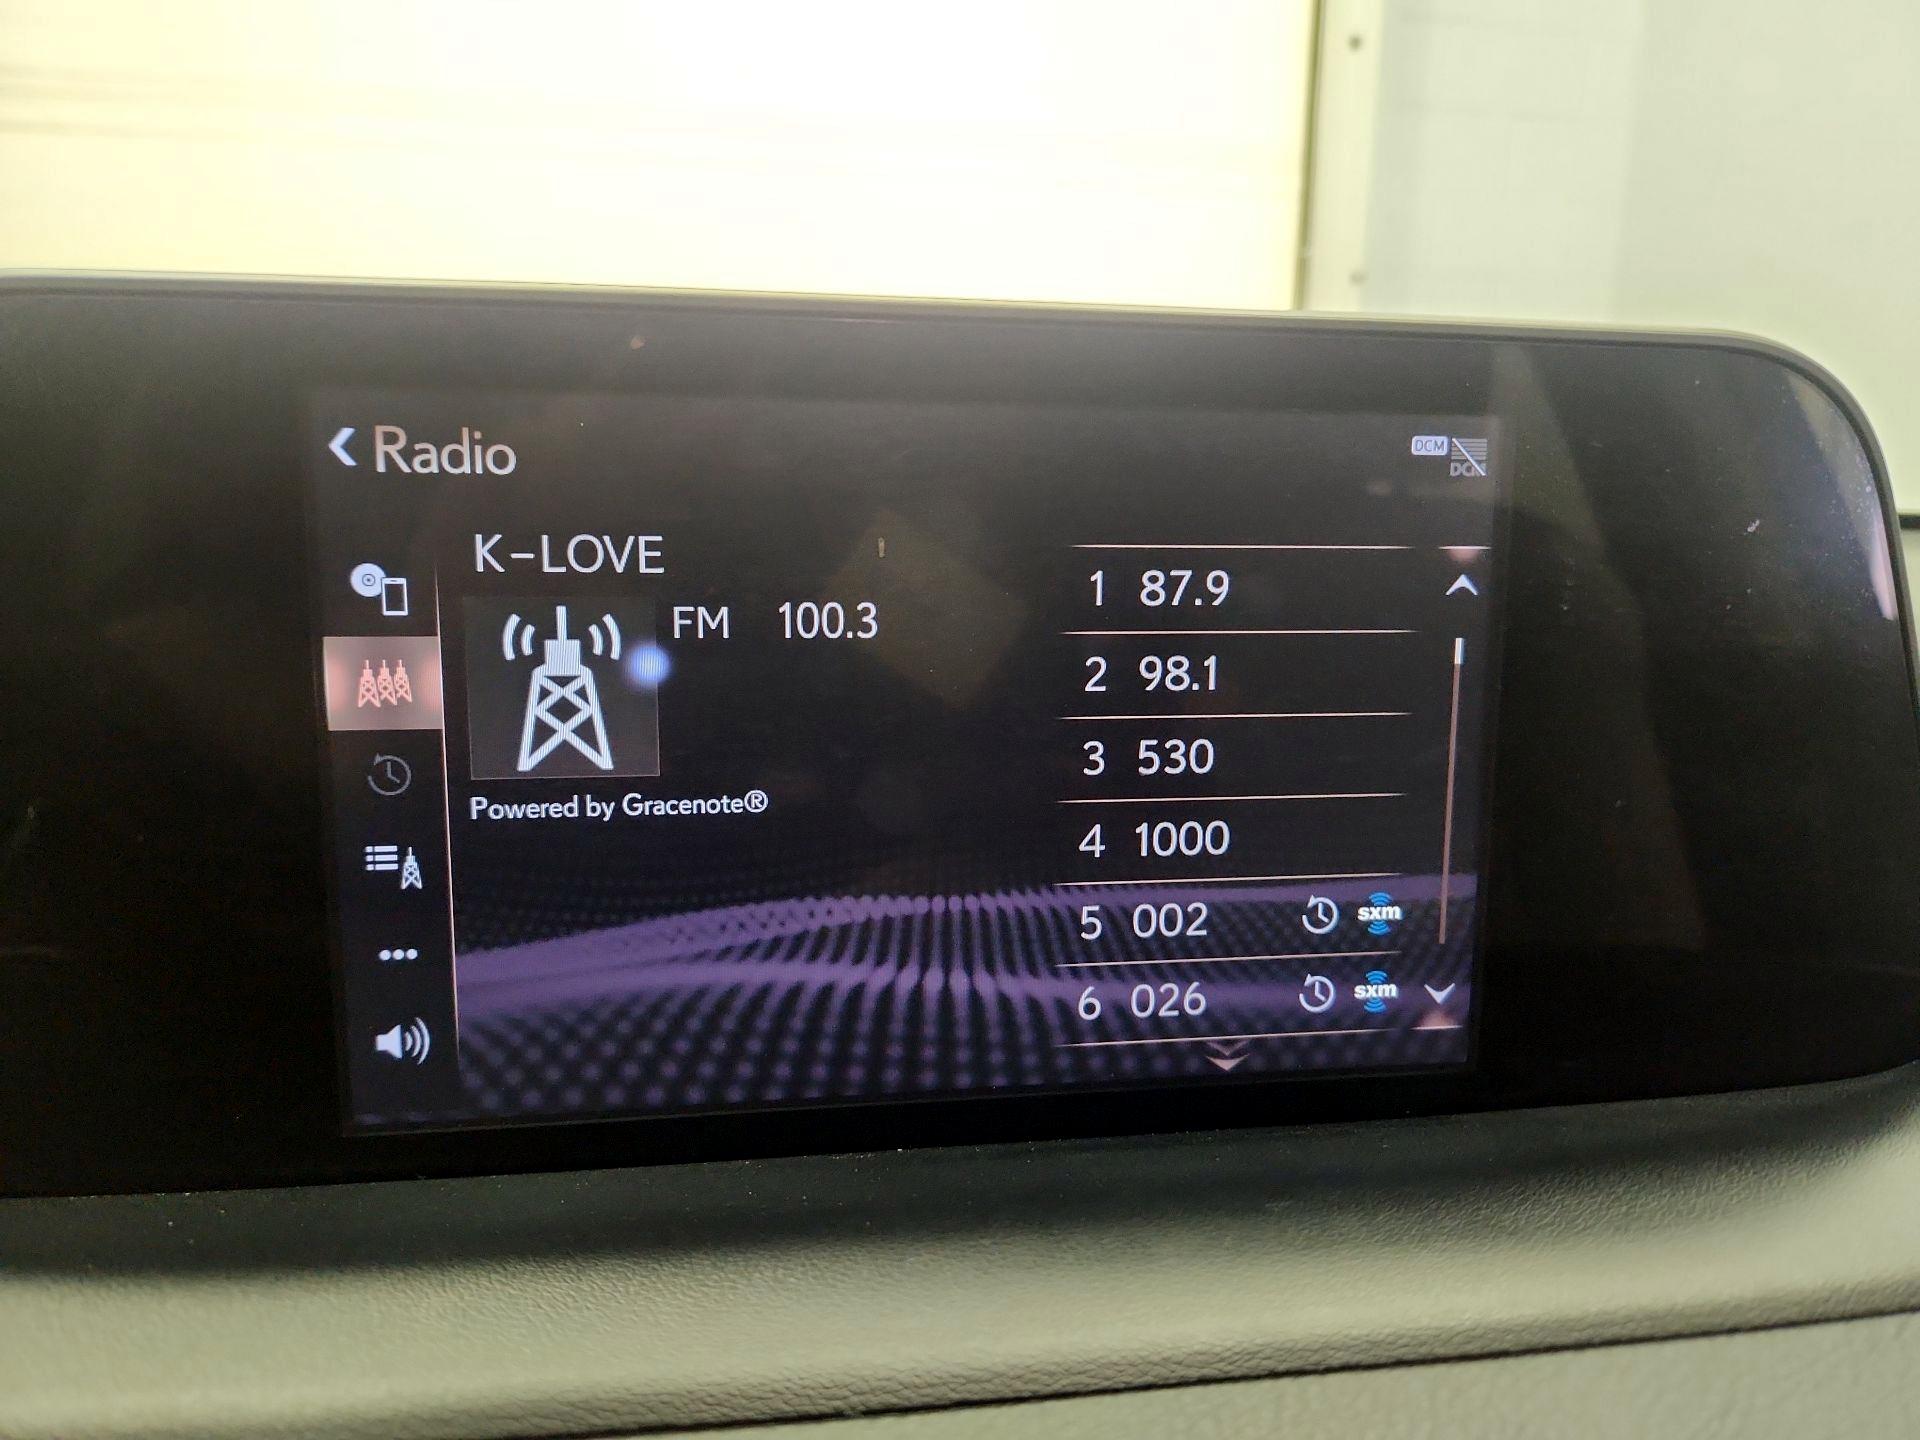 Radio
DCM
DCM
K-LOVE
FM 100.3
Powered by Gracenote®
1 87.9
2 98.1
3 530
4 1000
5 002 sxm
6 026 sxm